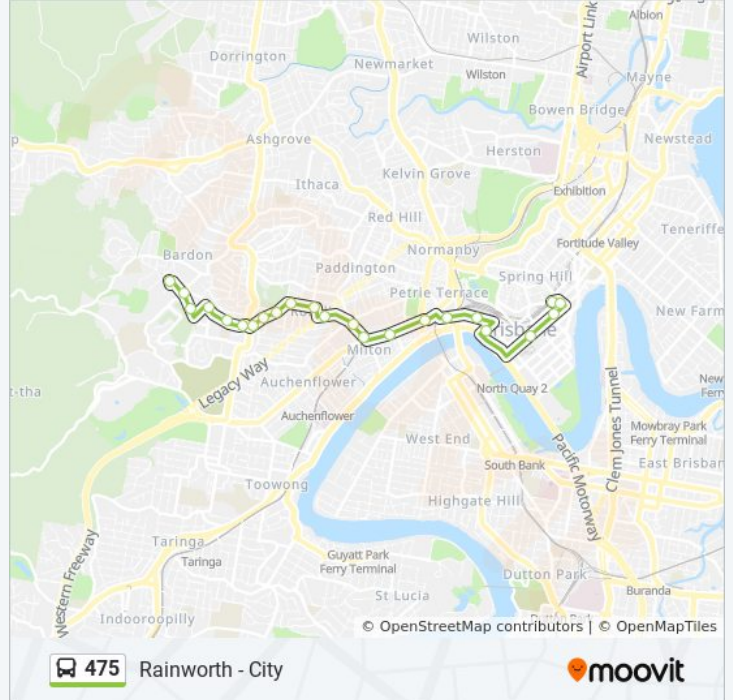 Albion
Airport Link
Wilston
Dorrington
Newmarket
Wilston
Mayne
Bowen Bridge
Ashgrove
Newstead
Herston
Kelvin Grove
Ithaca
Exhibition
Red Hill
Teneriffe
Normanby
Fortitude Valley
Bardon
Paddington
Spring Hill
Petrie Terrace
New Farm
Milton
Legacy Way
Auchenflower
North Quay 2
Auchenflower
Clem Jones Tunnel
Mowbray Park
Ferry Terminal
West End
Pacific Motorway
South Bank
Toowong
Highgate Hill
Western Freeway
Taringa
Taringa
Guyatt Park
Ferry Terminal
Dutton Park
St Lucia
Buranda
Indooroopilly
© OpenStreetMap contributors | © OpenMapTiles
475 Rainworth - City
moovit